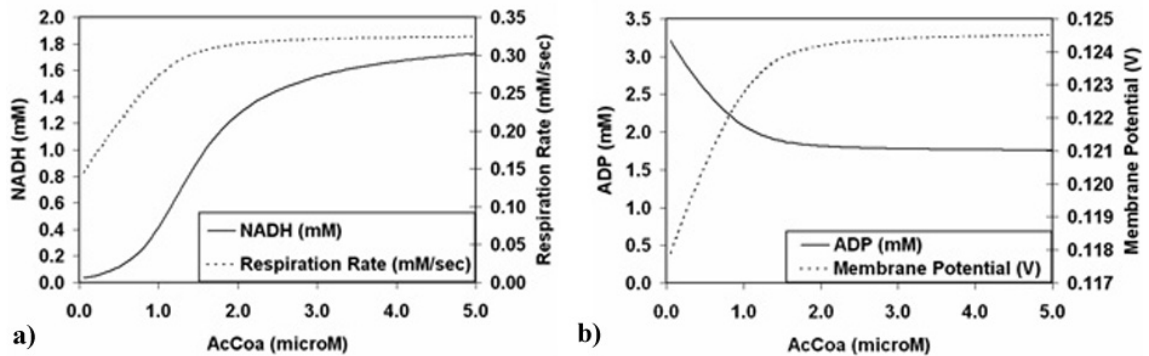 2.0
1.8
1.6
1.4
1.2
1.0
0.8
0.6
0.4
0.2
0.0
NADH (mM)
0.35
0.30
0.25
0.20
0.15
0.10
0.05
0.00
Respiration Rate (mM/sec)
NADH (mM)
Respiration Rate (mM/sec)
0.0 1.0 2.0 3.0 4.0 5.0
AcCoa (microM)
a)
3.5
3.0
2.5
2.0
1.5
1.0
0.5
0.0
ADP (mM)
0.125
0.124
0.123
0.122
0.121
0.120
0.119
0.118
0.117
Membrane Potential (V)
ADP (mM)
Membrane Potential (V)
0.0 1.0 2.0 3.0 4.0 5.0
AcCoa (microM)
b)